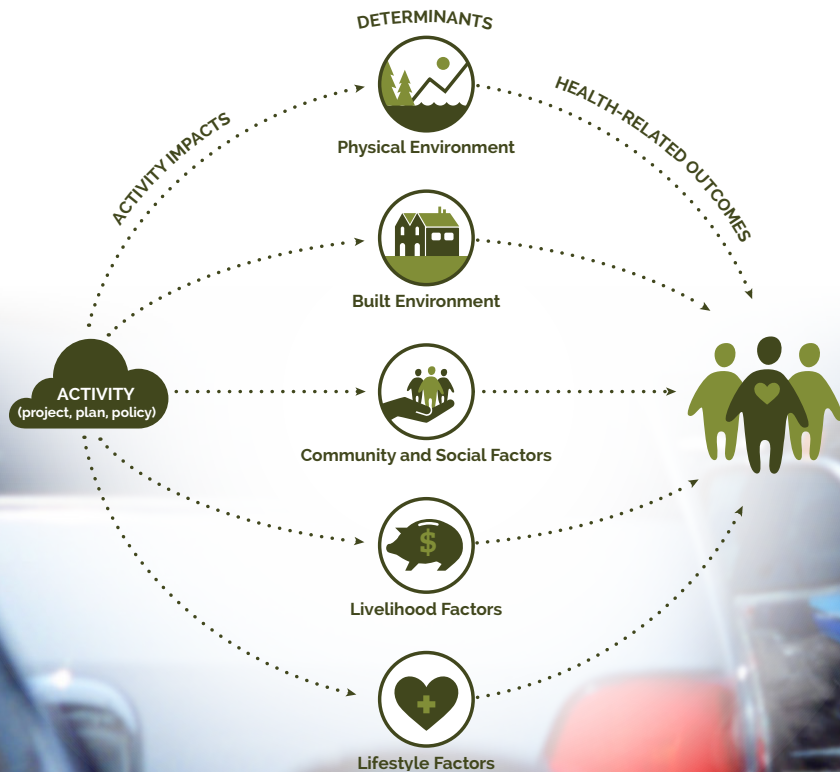 DETERMINANTS
ACTIVITY IMPACTS
HEALTH-RELATED OUTCOMES
Physical Environment
Built Environment
ACTIVITY
(project, plan, policy)
Community and Social Factors
$
Livelihood Factors
Lifestyle Factors